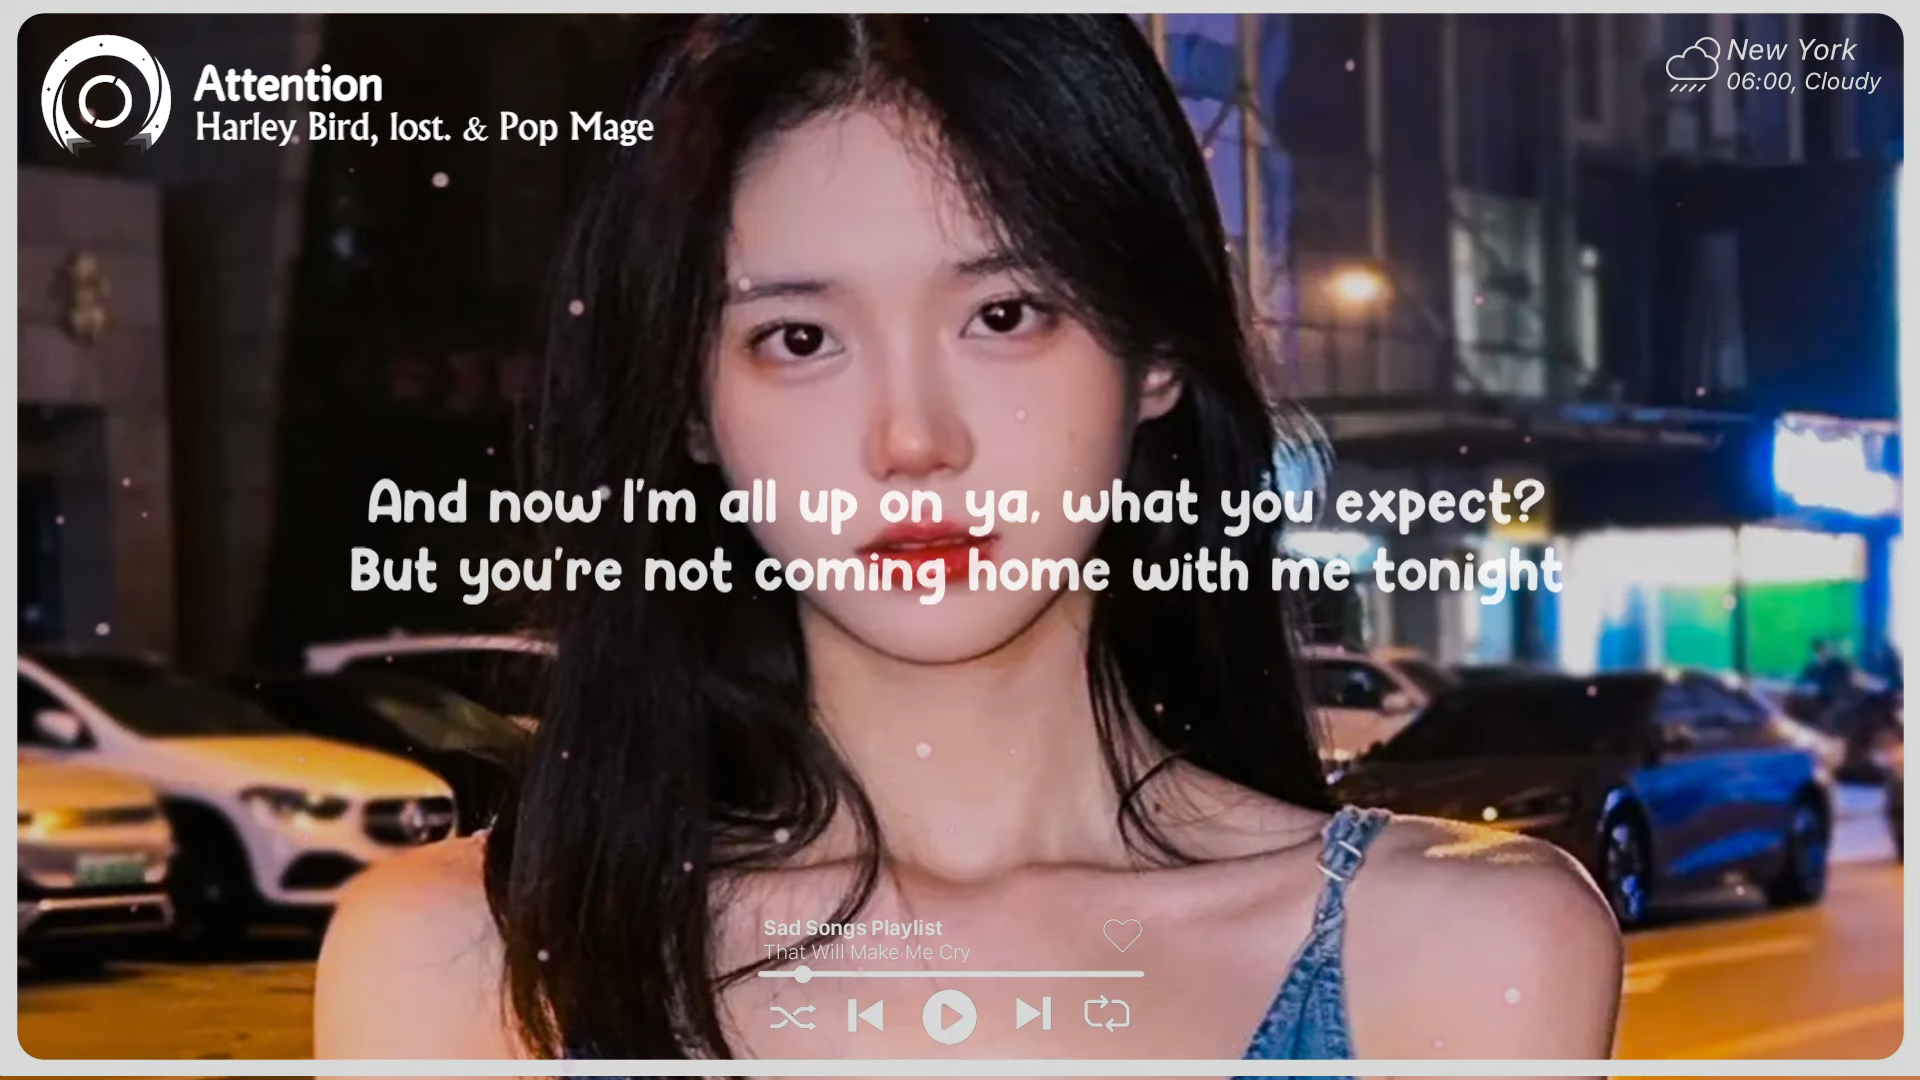 Attention
Harley Bird, lost. & Pop Mage
New York
06:00, Cloudy
And now I'm all up on ya, what you expect?
But you're not coming home with me tonight
Sad Songs Playlist
That Will Make Me Cry